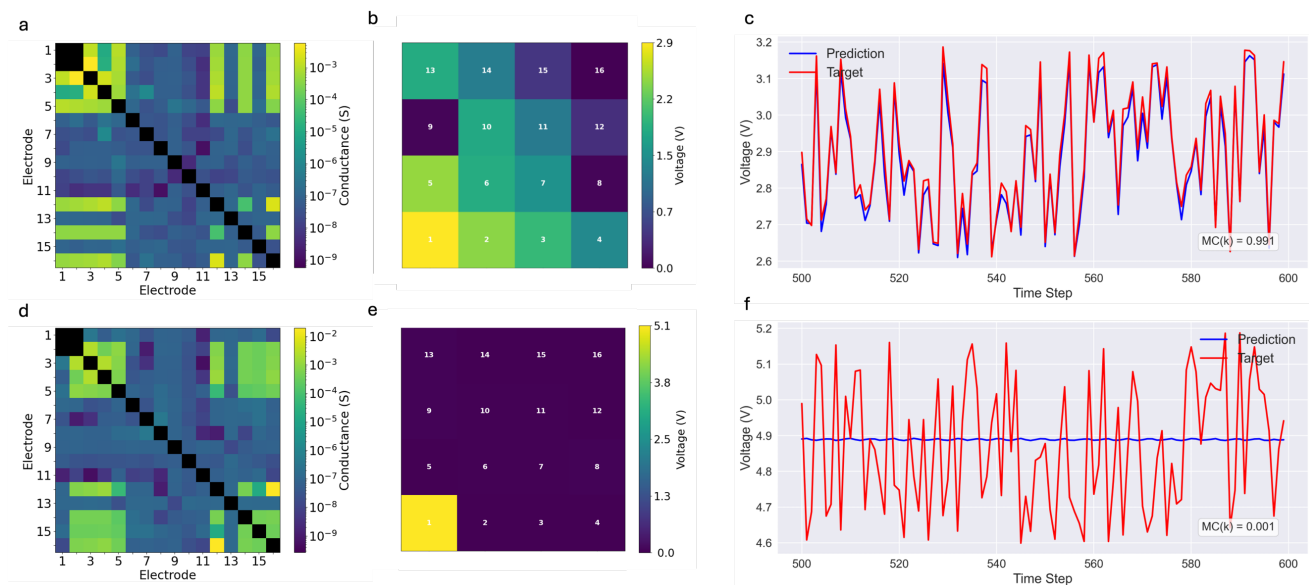 a
1
3
5
7
9
11
13
15
Electrode
1 3 5 7 9 11 13 15
Electrode
10⁻³
10⁻⁴
10⁻⁵
10⁻⁶
10⁻⁷
10⁻⁸
10⁻⁹
Conductance (S)
b
13 14 15 16
9 10 11 12
5 6 7 8
1 2 3 4
2.9
2.3
1.7
1.2
0.6
0.0
Voltage (V)
c
3.2
3.1
3.0
2.9
2.8
2.7
2.6
Voltage (V)
Prediction
Target
MC(k) = 0.991
500 520 540 560 580 600
Time Step
d
1
3
5
7
9
11
13
15
Electrode
1 3 5 7 9 11 13 15
Electrode
10⁻²
10⁻³
10⁻⁴
10⁻⁵
10⁻⁶
10⁻⁷
10⁻⁸
10⁻⁹
Conductance (S)
e
13 14 15 16
9 10 11 12
5 6 7 8
1 2 3 4
5.1
3.8
2.5
1.3
0.0
Voltage (V)
f
5.2
5.1
5.0
4.9
4.8
4.7
4.6
Voltage (V)
Prediction
Target
MC(k) = 0.001
500 520 540 560 580 600
Time Step